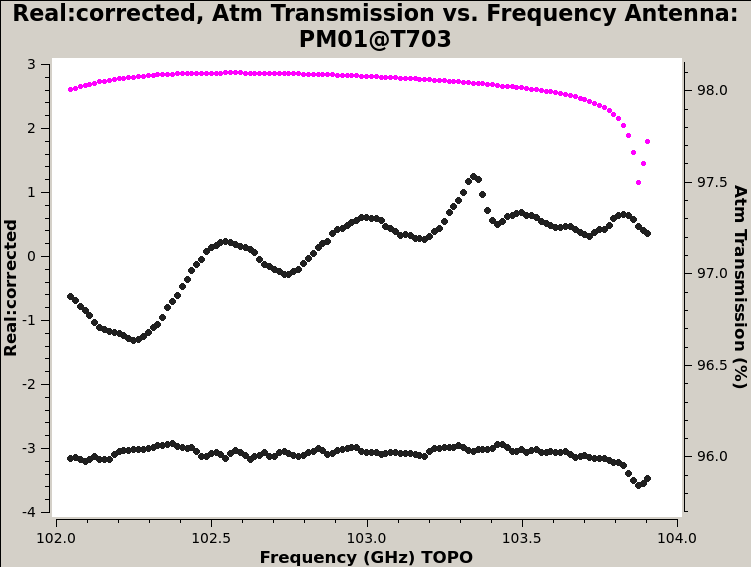 Real:corrected, Atm Transmission vs. Frequency Antenna:
PM01@T703
3
2
1
0
-1
-2
-3
-4
Real:corrected
98.0
97.5
97.0
96.5
96.0
Atm Transmission (%)
102.0 102.5 103.0 103.5 104.0
Frequency (GHz) TOPO